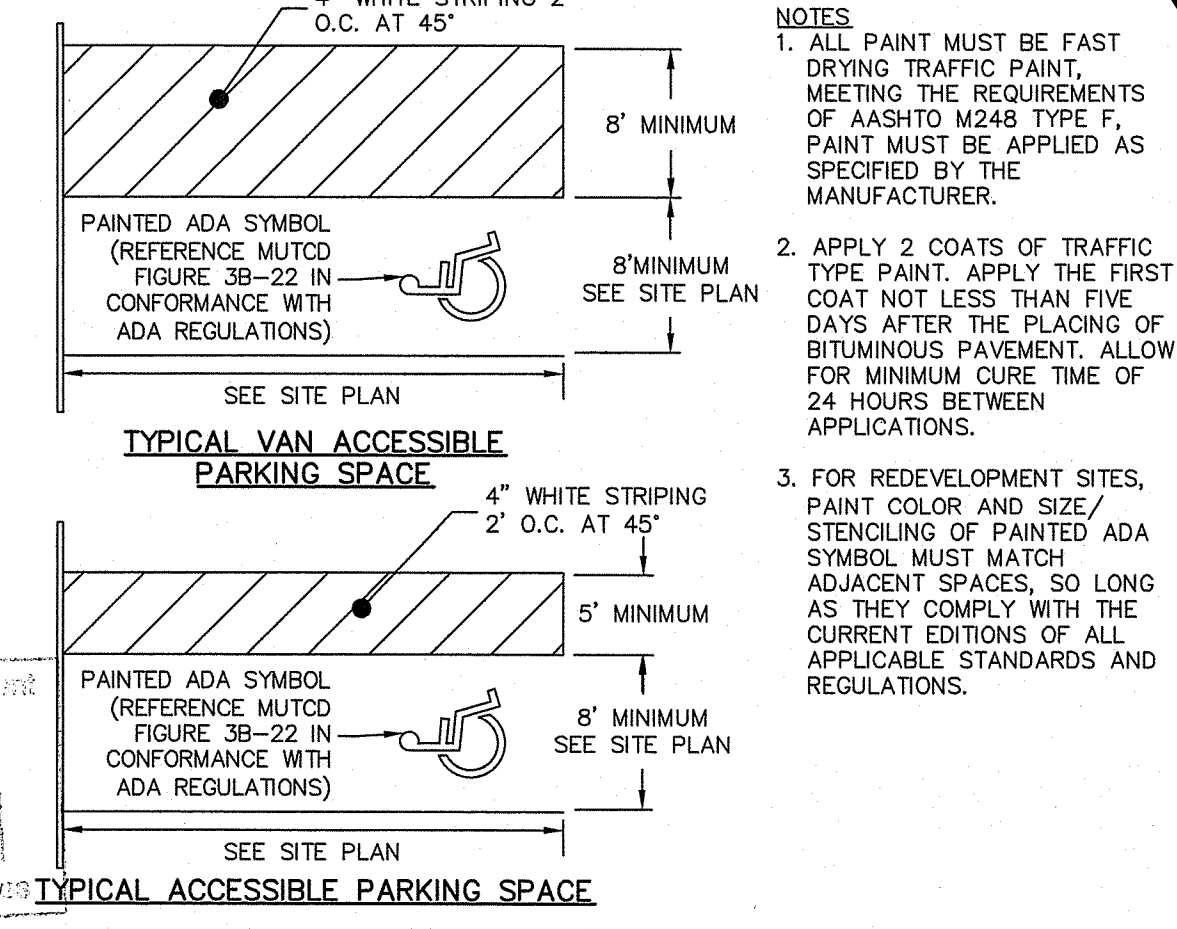 4" WHITE STRIPING 2'
O.C. AT 45°
8' MINIMUM
PAINTED ADA SYMBOL
(REFERENCE MUTCD
FIGURE 3B-22 IN
CONFORMANCE WITH
ADA REGULATIONS)
8'MINIMUM
SEE SITE PLAN
SEE SITE PLAN
TYPICAL VAN ACCESSIBLE
PARKING SPACE
4" WHITE STRIPING
2' O.C. AT 45°
5' MINIMUM
PAINTED ADA SYMBOL
(REFERENCE MUTCD
FIGURE 3B-22 IN
CONFORMANCE WITH
ADA REGULATIONS)
8' MINIMUM
SEE SITE PLAN
SEE SITE PLAN
TYPICAL ACCESSIBLE PARKING SPACE
NOTES
1. ALL PAINT MUST BE FAST
DRYING TRAFFIC PAINT,
MEETING THE REQUIREMENTS
OF AASHTO M248 TYPE F,
PAINT MUST BE APPLIED AS
SPECIFIED BY THE
MANUFACTURER.
2. APPLY 2 COATS OF TRAFFIC
TYPE PAINT. APPLY THE FIRST
COAT NOT LESS THAN FIVE
DAYS AFTER THE PLACING OF
BITUMINOUS PAVEMENT. ALLOW
FOR MINIMUM CURE TIME OF
24 HOURS BETWEEN
APPLICATIONS.
3. FOR REDEVELOPMENT SITES,
PAINT COLOR AND SIZE/
STENCILING OF PAINTED ADA
SYMBOL MUST MATCH
ADJACENT SPACES, SO LONG
AS THEY COMPLY WITH THE
CURRENT EDITIONS OF ALL
APPLICABLE STANDARDS AND
REGULATIONS.